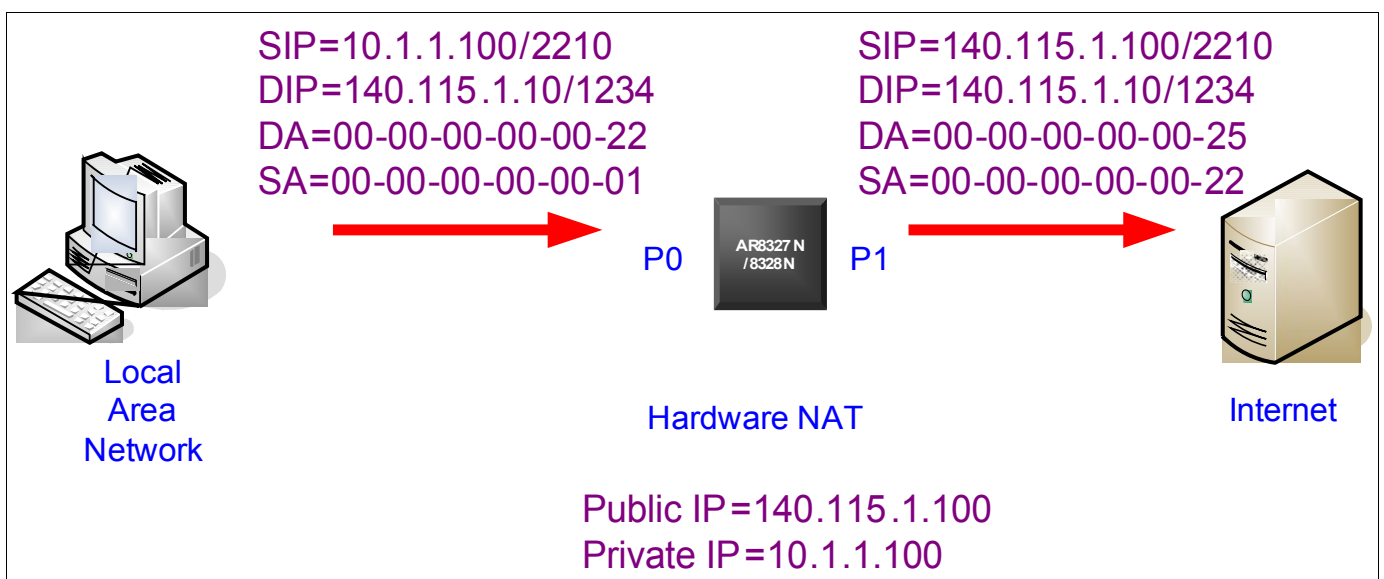 SIP=10.1.1.100/2210
DIP=140.115.1.10/1234
DA=00-00-00-00-00-22
SA=00-00-00-00-00-01
SIP=140.115.1.100/2210
DIP=140.115.1.10/1234
DA=00-00-00-00-00-25
SA=00-00-00-00-00-22
P0
AR8327 N
/ 8328 N
P1
Local
Area
Network
Hardware NAT
Internet
Public IP=140.115.1.100
Private IP=10.1.1.100